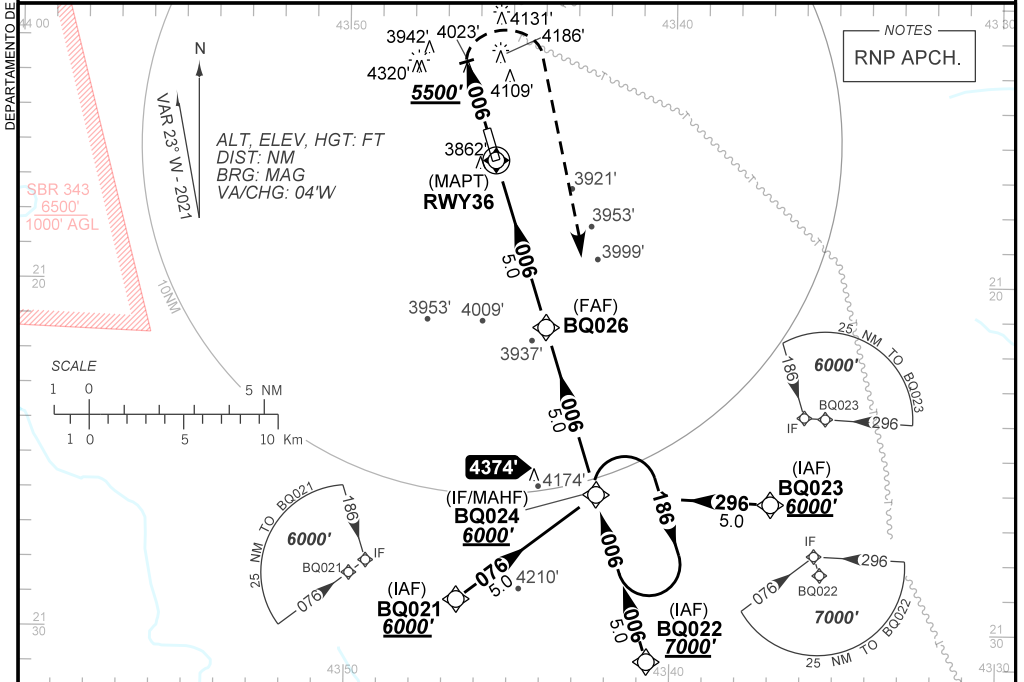 DEPARTAMENTO DE
44 00
43 50
43 40
43 30
NOTES
RNP APCH.
N
VAR 23° W - 2021
ALT, ELEV, HGT: FT
DIST: NM
BRG: MAG
VA/CHG: 04'W
SBR 343
6500'
1000' AGL
3942'
4023'
4131'
4186'
4320'
4109'
5500'
006
3862'
(MAPT)
RWY36
3921'
3953'
3999'
006
5.0
10NM
21
20
21
20
3953'
4009'
(FAF)
BQ026
3937'
SCALE
1 0 5 NM
1 0 5 10 Km
006
5.0
25 NM TO BQ023
6000'
186
BQ023
IF
296
4374'
4174'
(IF/MAHF)
BQ024
6000'
186
006
296
5.0
(IAF)
BQ023
6000'
25 NM TO BQ021
186
6000'
IF
BQ021
076
076
5.0
4210'
(IAF)
BQ021
6000'
006
5.0
(IAF)
BQ022
7000'
IF
296
076
BQ022
7000'
25 NM TO BQ022
21
30
21
30
43 50
43 40